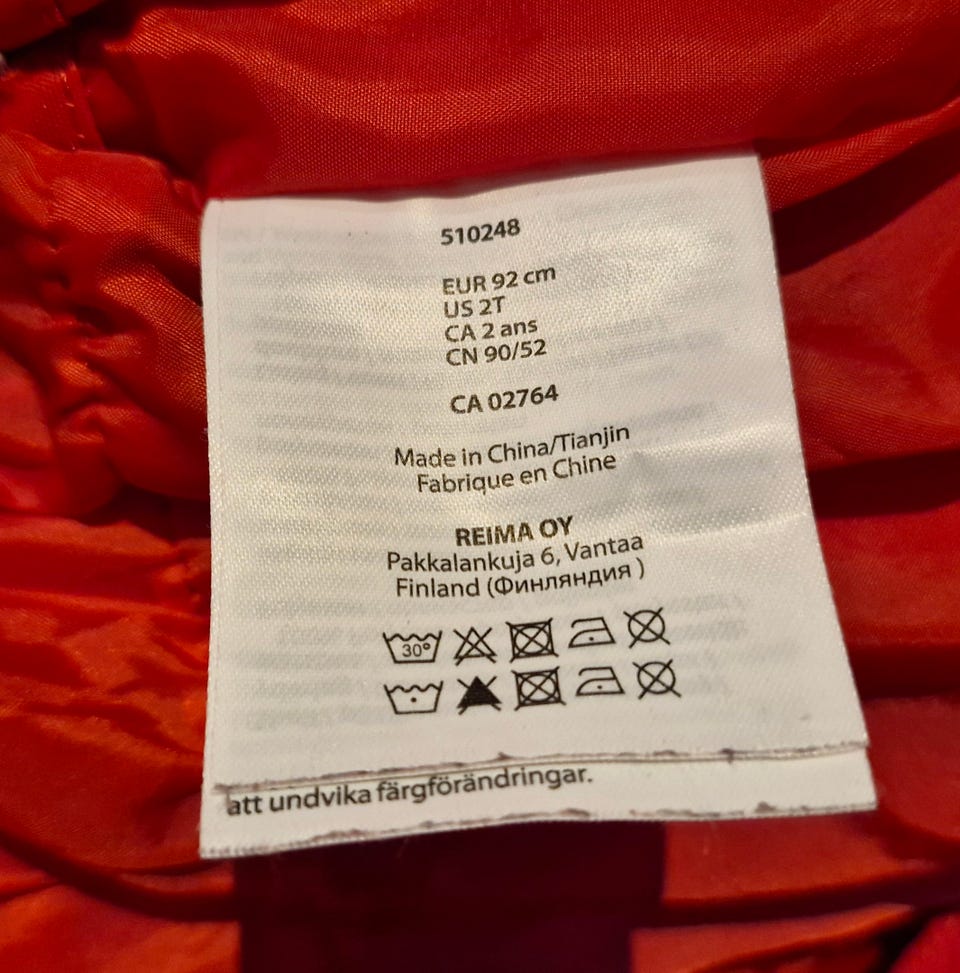 510248
EUR 92 cm
US 2T
CA 2 ans
CN 90/52
CA 02764
Made in China/Tianjin
Fabrique en Chine
REIMA OY
Pakkalankuja 6, Vantaa
Finland (Финляндия )
30°
att undvika färgförändringar.